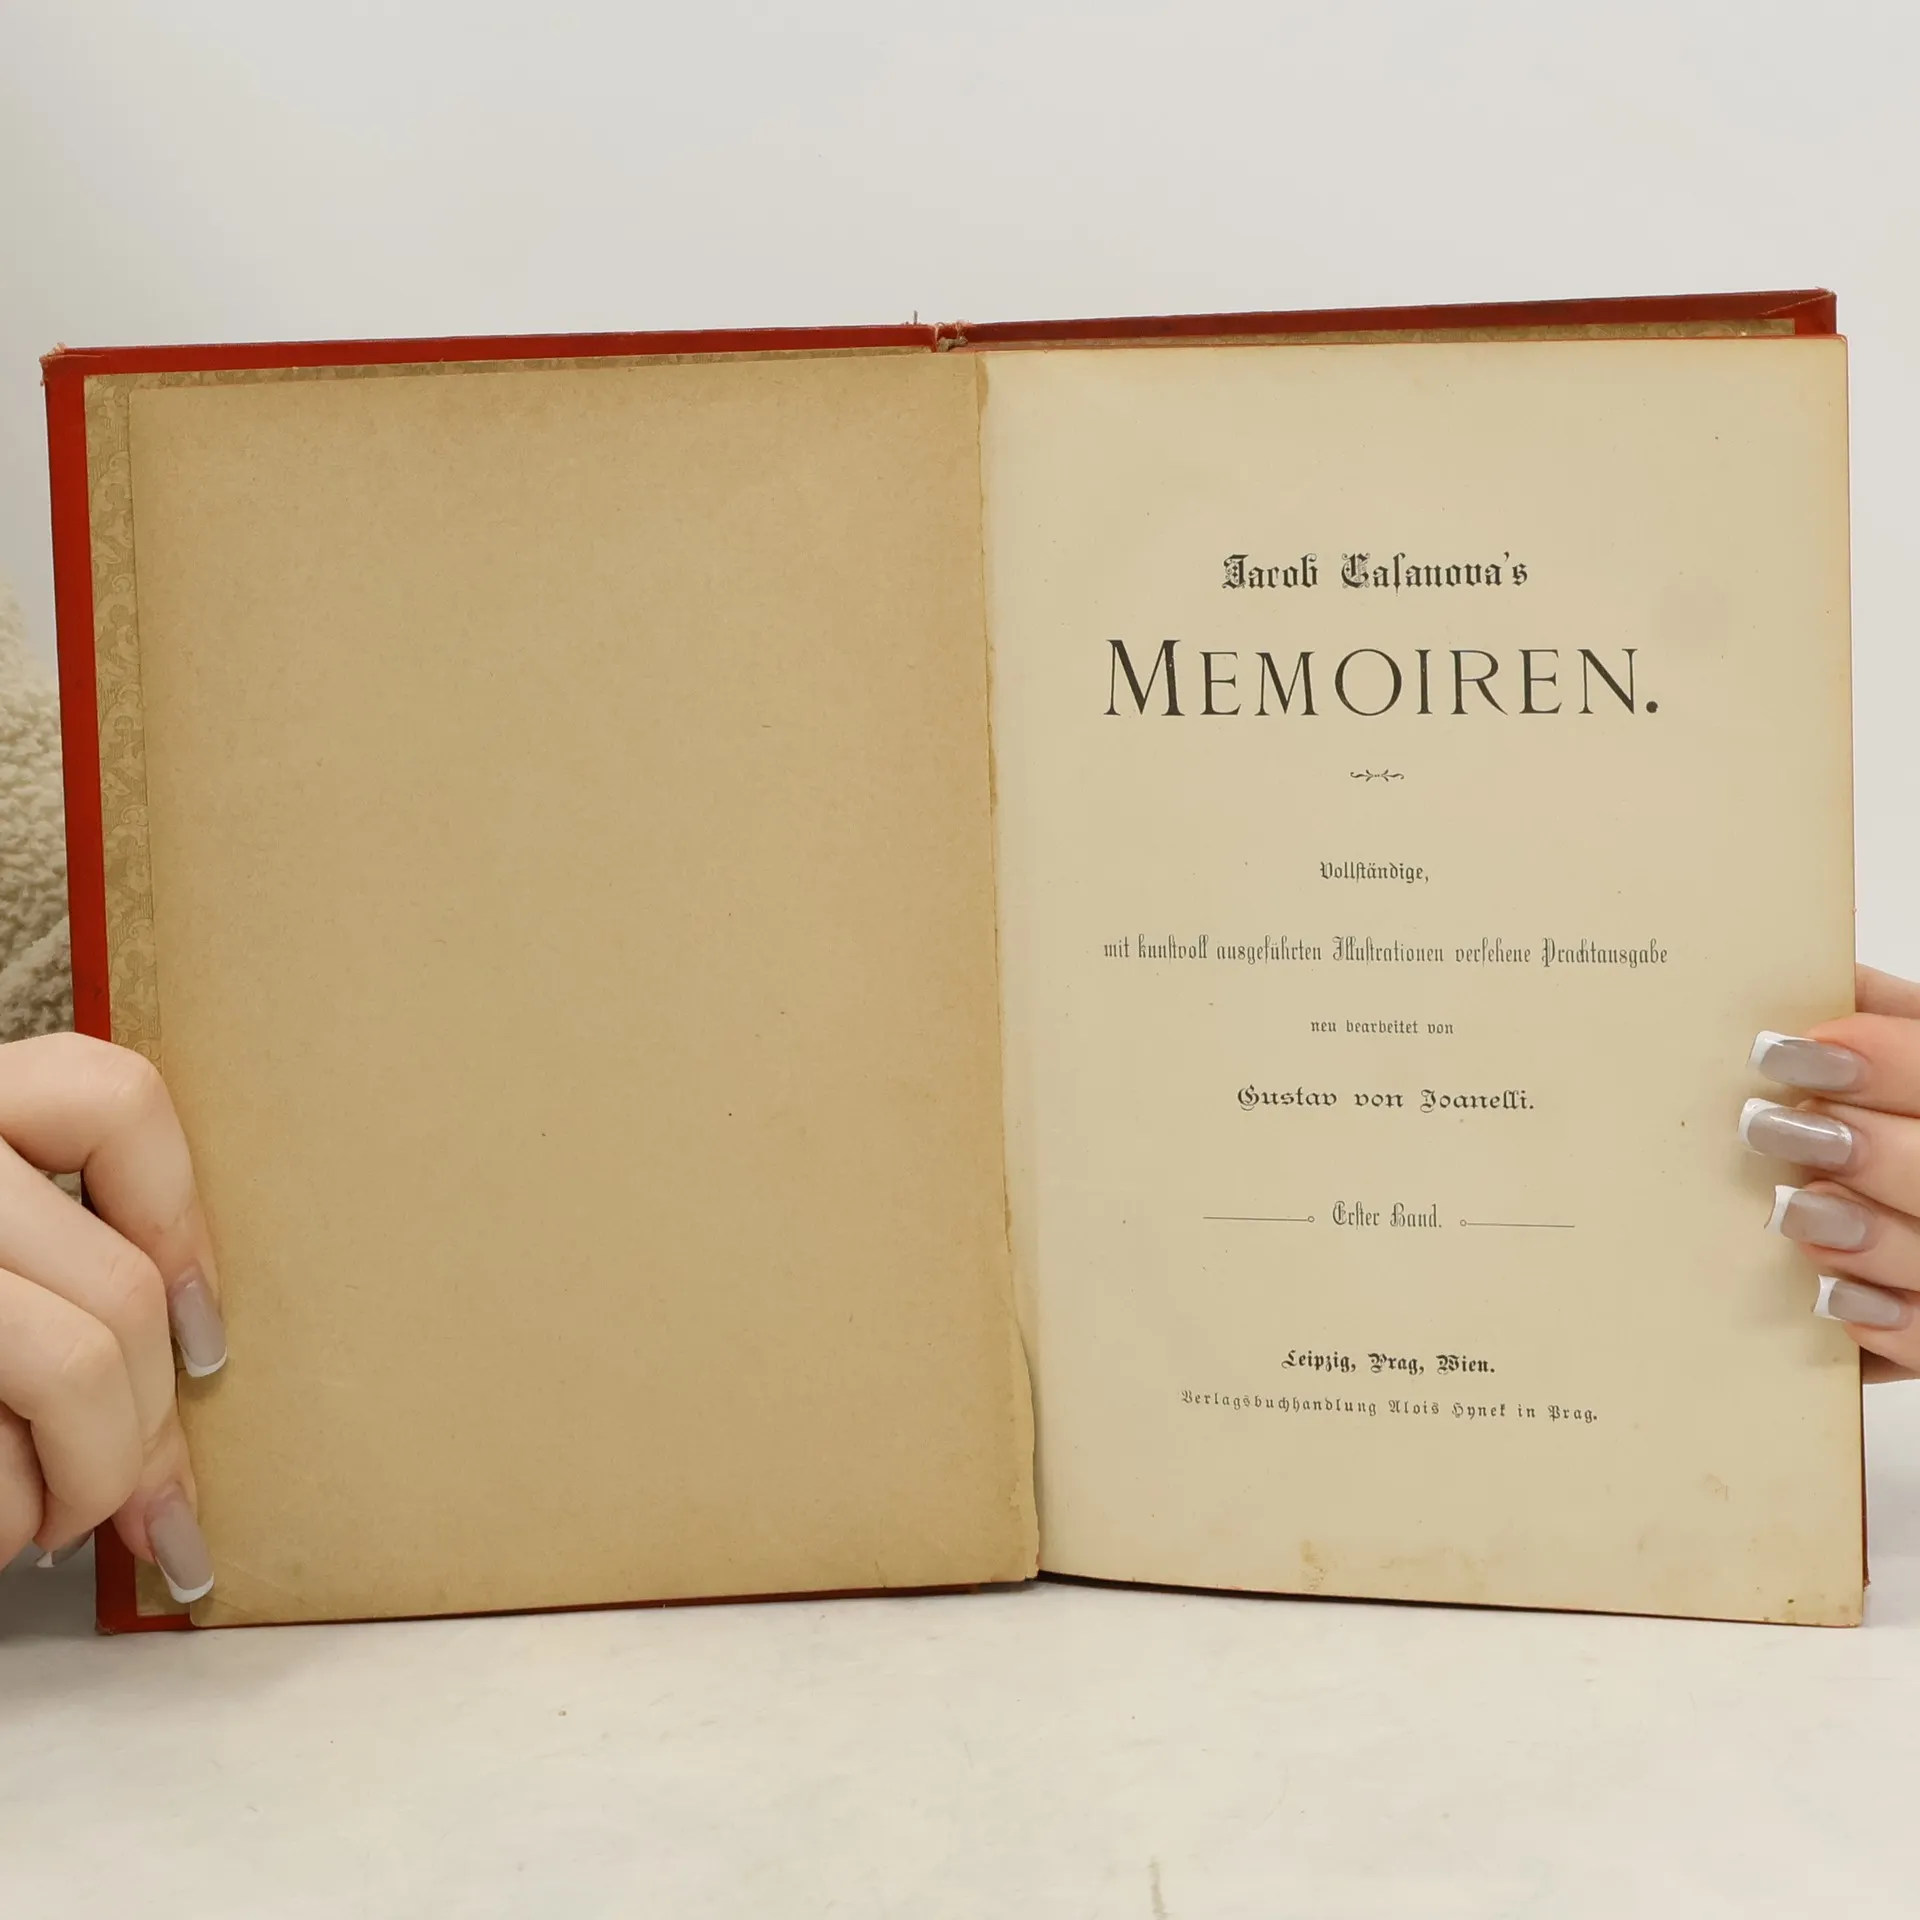 Jacob Casanova's
MEMOIREN.
Vollständige,
mit kunstvoll ausgeführten Illustrationen versehene Prachtausgabe
neu bearbeitet von
Gustav von Joanelli.
Erster Band.
Leipzig, Prag, Wien.
Verlagsbuchhandlung Alois Hynek in Prag.